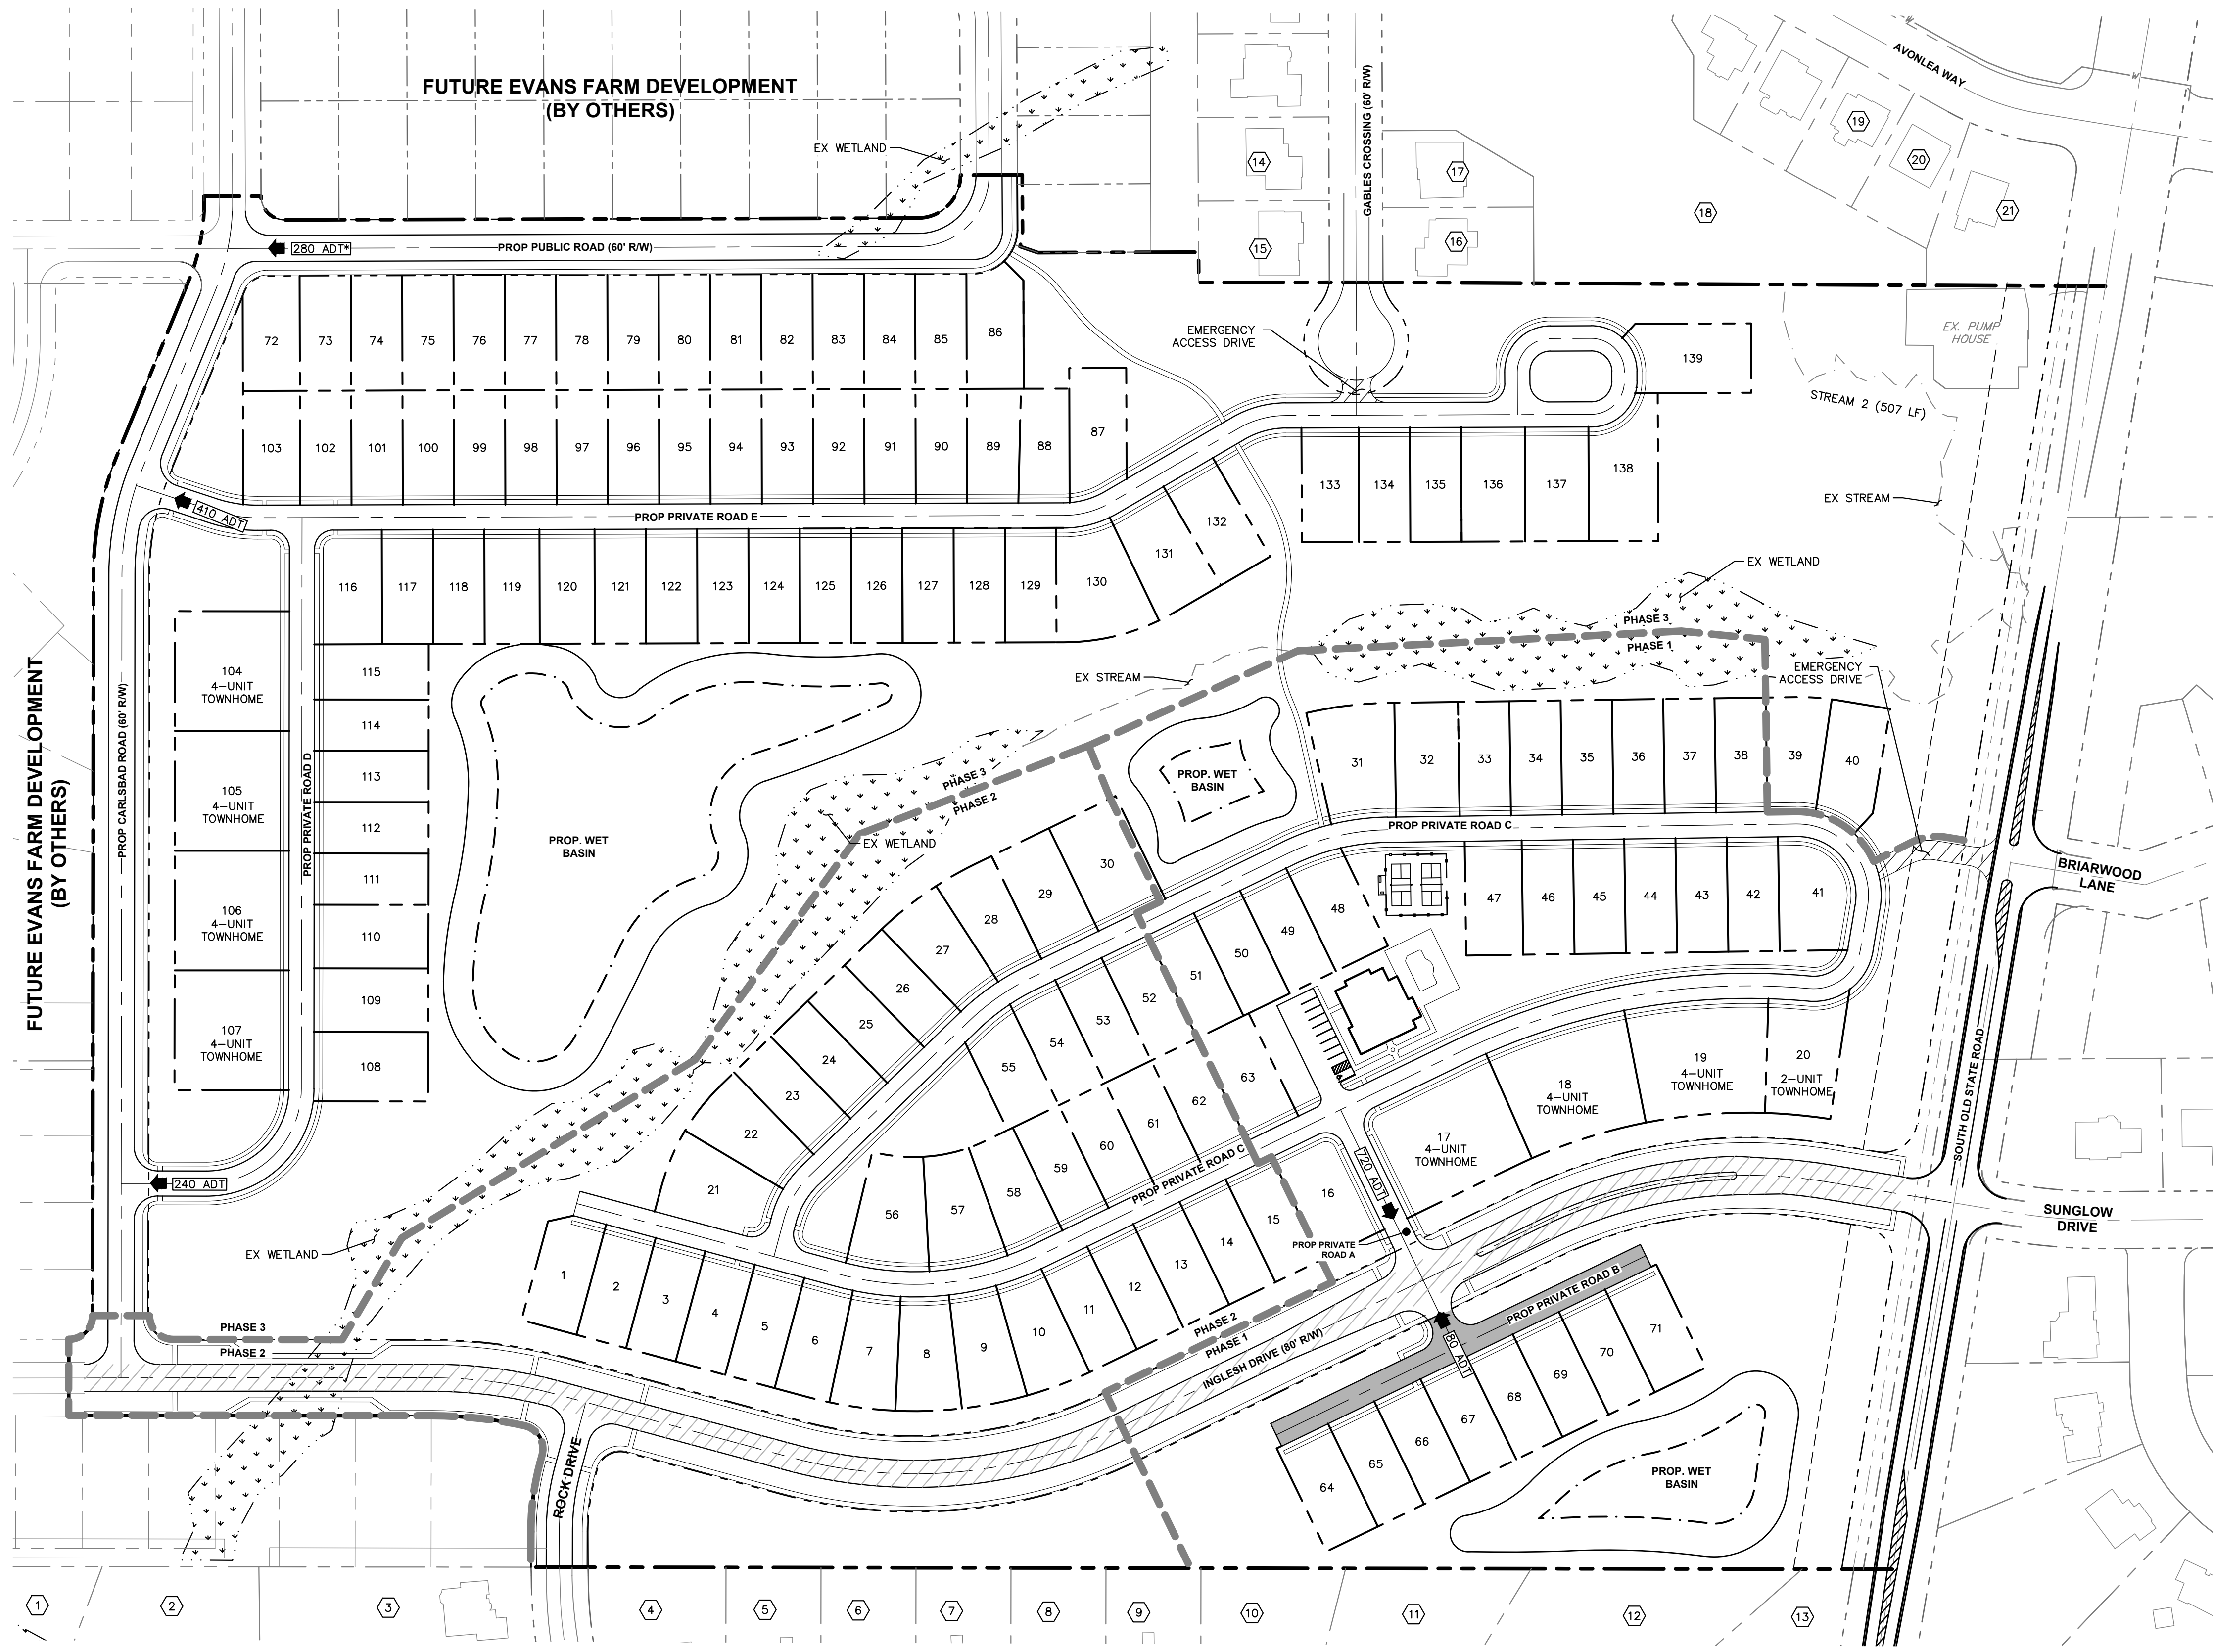 FUTURE EVANS FARM DEVELOPMENT
(BY OTHERS)
EX WETLAND
GABLES CROSSING (60' R/W)
AVONLEA WAY
W
W
14
17
15
16
18
19
20
21
280 ADT*
PROP PUBLIC ROAD (60' R/W)
72
73
74
75
76
77
78
79
80
81
82
83
84
85
86
EMERGENCY
ACCESS DRIVE
139
EX. PUMP
HOUSE
STREAM 2 (507 LF)
103
102
101
100
99
98
97
96
95
94
93
92
91
90
89
88
87
133
134
135
136
137
138
EX STREAM
410 ADT
PROP PRIVATE ROAD E
116
117
118
119
120
121
122
123
124
125
126
127
128
129
130
131
132
EX WETLAND
PHASE 3
PHASE 1
EMERGENCY
ACCESS DRIVE
FUTURE EVANS FARM DEVELOPMENT
(BY OTHERS)
PROP CARLSBAD ROAD (60' R/W)
104
4-UNIT
TOWNHOME
105
4-UNIT
TOWNHOME
106
4-UNIT
TOWNHOME
107
4-UNIT
TOWNHOME
PROP PRIVATE ROAD D
115
114
113
112
111
110
109
108
PROP. WET
BASIN
EX STREAM
PHASE 3
PHASE 2
EX WETLAND
PROP. WET
BASIN
31
32
33
34
35
36
37
38
39
40
PROP PRIVATE ROAD C
BRIARWOOD
LANE
47
46
45
44
43
42
41
30
29
28
27
26
25
24
23
22
21
48
49
50
51
52
53
54
55
56
57
58
59
60
61
62
63
PROP PRIVATE ROAD C
17
4-UNIT
TOWNHOME
18
4-UNIT
TOWNHOME
19
4-UNIT
TOWNHOME
20
2-UNIT
TOWNHOME
SOUTH OLD STATE ROAD
240 ADT
720 ADT
SUNGLOW
DRIVE
EX WETLAND
PROP PRIVATE
ROAD A
1
2
3
4
5
6
7
8
9
10
11
12
13
14
15
16
PHASE 3
PHASE 2
PHASE 2
PHASE 1
INGLESH DRIVE (80' R/W)
PROP PRIVATE ROAD B
80 ADT
64
65
66
67
68
69
70
71
PROP. WET
BASIN
ROCK DRIVE
1
2
3
4
5
6
7
8
9
10
11
12
13